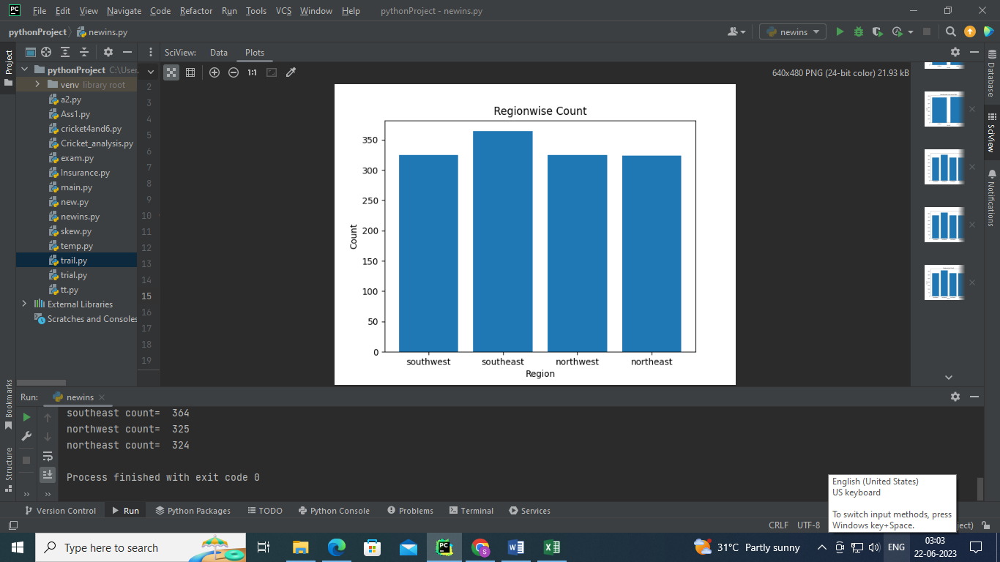 PC File Edit View Navigate Code Refactor Run Tools VCS Window Help pythonProject - newins.py
pythonProject newins.py newins
Project
SciView: Data Plots
pythonProject C:\User
venv library root
a2.py
Ass1.py
cricket4and6.py
Cricket_analysis.py
exam.py
Insurance.py
main.py
new.py
newins.py
skew.py
temp.py
trail.py
trial.py
tt.py
External Libraries
Scratches and Consoles
2
3
4
5
6
7
8
9
10
11
12
13
14
15
16
17
18
19
1:1 640x480 PNG (24-bit color) 21.93 kB
Regionwise Count
350
300
250
200
150
100
50
0
Count
southwest southeast northwest northeast
Region
Database
SciView
Notifications
Bookmarks
Structure
Run: newins
southeast count= 364
northwest count= 325
northeast count= 324
Process finished with exit code 0
English (United States)
US keyboard
To switch input methods, press
Windows key+Space.
Version Control Run Python Packages TODO Python Console Problems Terminal Services
CRLF UTF-8 ject)
Type here to search PC S W X 31°C Partly sunny ENG 03:03
22-06-2023